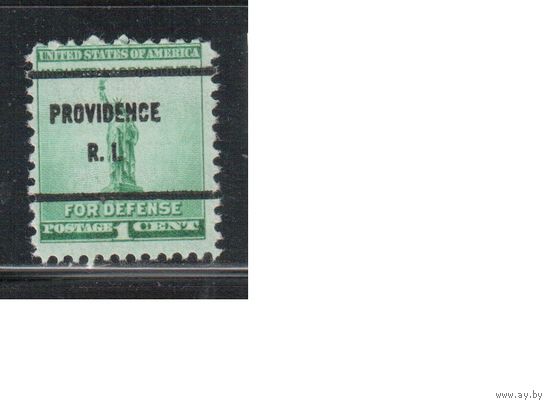 UNITED STATES OF AMERICA
PROVIDENCE
R. I.
FOR DEFENSE
POSTAGE 1 CENT
www.ay.by